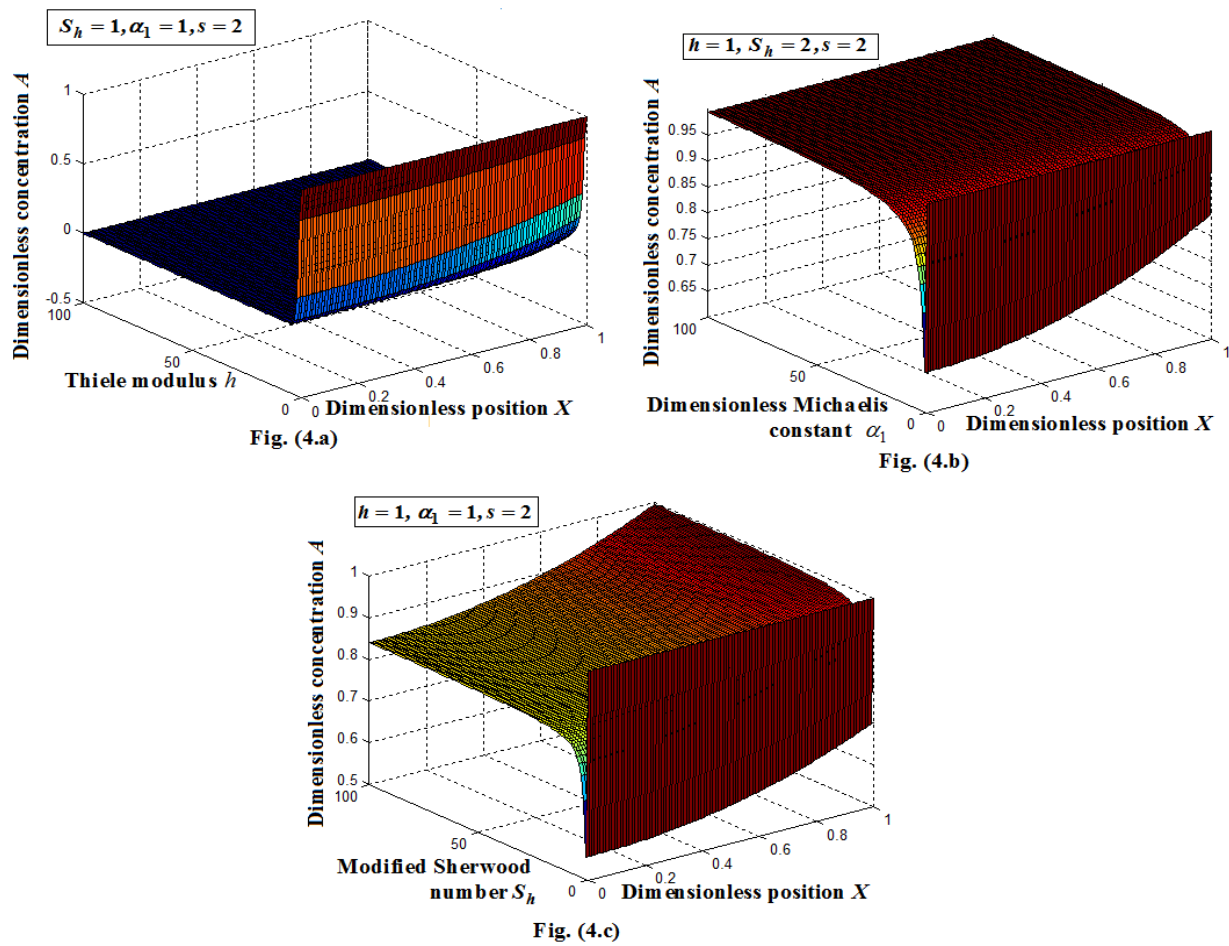 S_h = 1, α₁ = 1, s = 2
Dimensionless concentration A
1
0.5
0
-0.5
100
50
0
Thiele modulus h
0
0.2
0.4
0.6
0.8
1
Dimensionless position X
Fig. (4.a)
h = 1, S_h = 2, s = 2
Dimensionless concentration A
0.95
0.9
0.85
0.8
0.75
0.7
0.65
100
50
0
Dimensionless Michaelis
constant α₁
0
0.2
0.4
0.6
0.8
1
Dimensionless position X
Fig. (4.b)
h = 1, α₁ = 1, s = 2
Dimensionless concentration A
1
0.9
0.8
0.7
0.6
0.5
100
50
0
Modified Sherwood
number S_h
0
0.2
0.4
0.6
0.8
1
Dimensionless position X
Fig. (4.c)